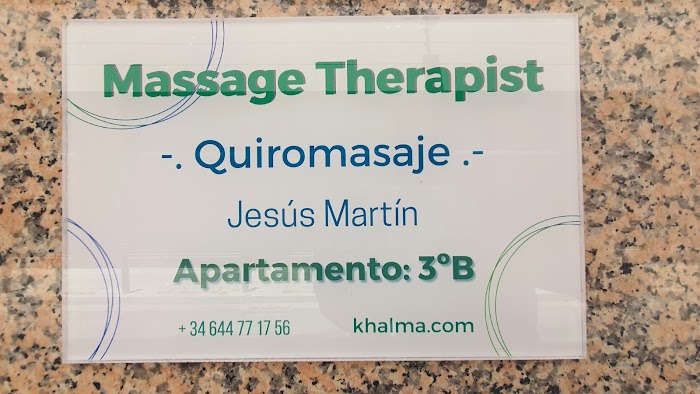 Massage Therapist
-. Quiromasaje .-
Jesús Martín
Apartamento: 3ºB
+ 34 644 77 17 56 khalma.com